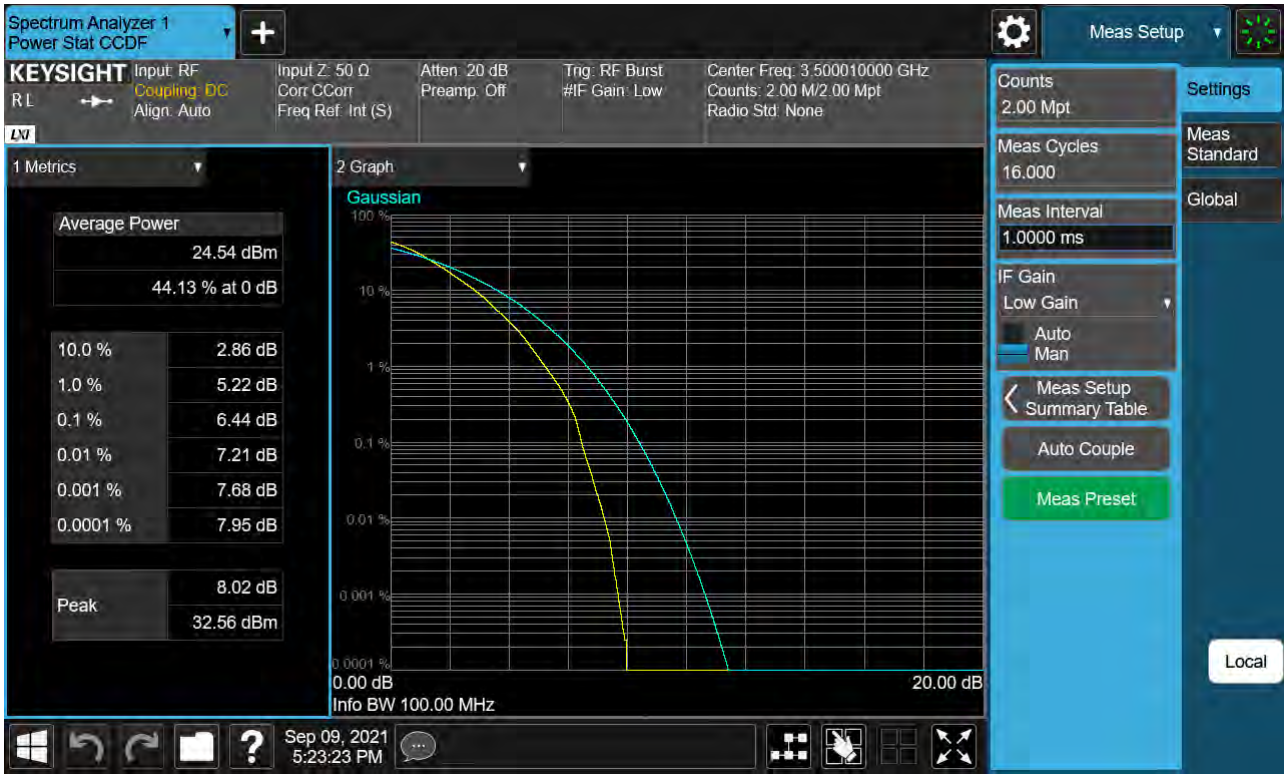 Spectrum Analyzer 1
Power Stat CCDF
Meas Setup
KEYSIGHT
RL
LXI
Input: RF
Coupling: DC
Align: Auto
Input Z: 50 Ω
Corr CCorr
Freq Ref: Int (S)
Atten: 20 dB
Preamp: Off
Trig: RF Burst
#IF Gain: Low
Center Freq: 3.500010000 GHz
Counts: 2.00 M/2.00 Mpt
Radio Std: None
1 Metrics
Average Power
24.54 dBm
44.13 % at 0 dB
10.0 % 2.86 dB
1.0 % 5.22 dB
0.1 % 6.44 dB
0.01 % 7.21 dB
0.001 % 7.68 dB
0.0001 % 7.95 dB
Peak
8.02 dB
32.56 dBm
2 Graph
Gaussian
100 %
10 %
1 %
0.1 %
0.01 %
0.001 %
0.0001 %
0.00 dB 20.00 dB
Info BW 100.00 MHz
Counts
2.00 Mpt
Meas Cycles
16.000
Meas Interval
1.0000 ms
IF Gain
Low Gain
Auto
Man
Meas Setup
Summary Table
Auto Couple
Meas Preset
Settings
Meas
Standard
Global
Local
Sep 09, 2021
5:23:23 PM